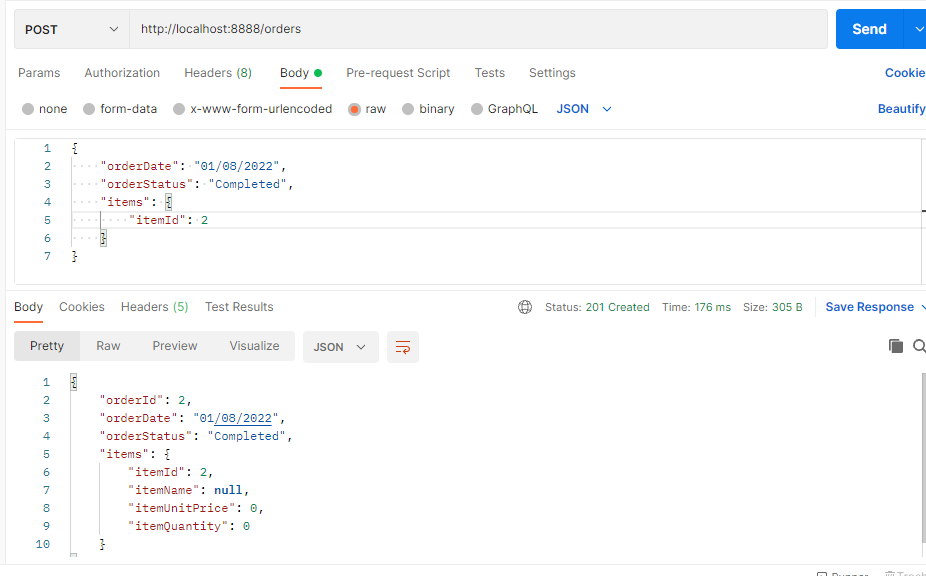 POST http://localhost:8888/orders Send
Params Authorization Headers (8) Body Pre-request Script Tests Settings Cookie
none form-data x-www-form-urlencoded raw binary GraphQL JSON Beautify
1 {
2 "orderDate": "01/08/2022",
3 "orderStatus": "Completed",
4 "items": {
5 "itemId": 2
6 }
7 }
Body Cookies Headers (5) Test Results Status: 201 Created Time: 176 ms Size: 305 B Save Response
Pretty Raw Preview Visualize JSON
1 {
2 "orderId": 2,
3 "orderDate": "01/08/2022",
4 "orderStatus": "Completed",
5 "items": {
6 "itemId": 2,
7 "itemName": null,
8 "itemUnitPrice": 0,
9 "itemQuantity": 0
10 }